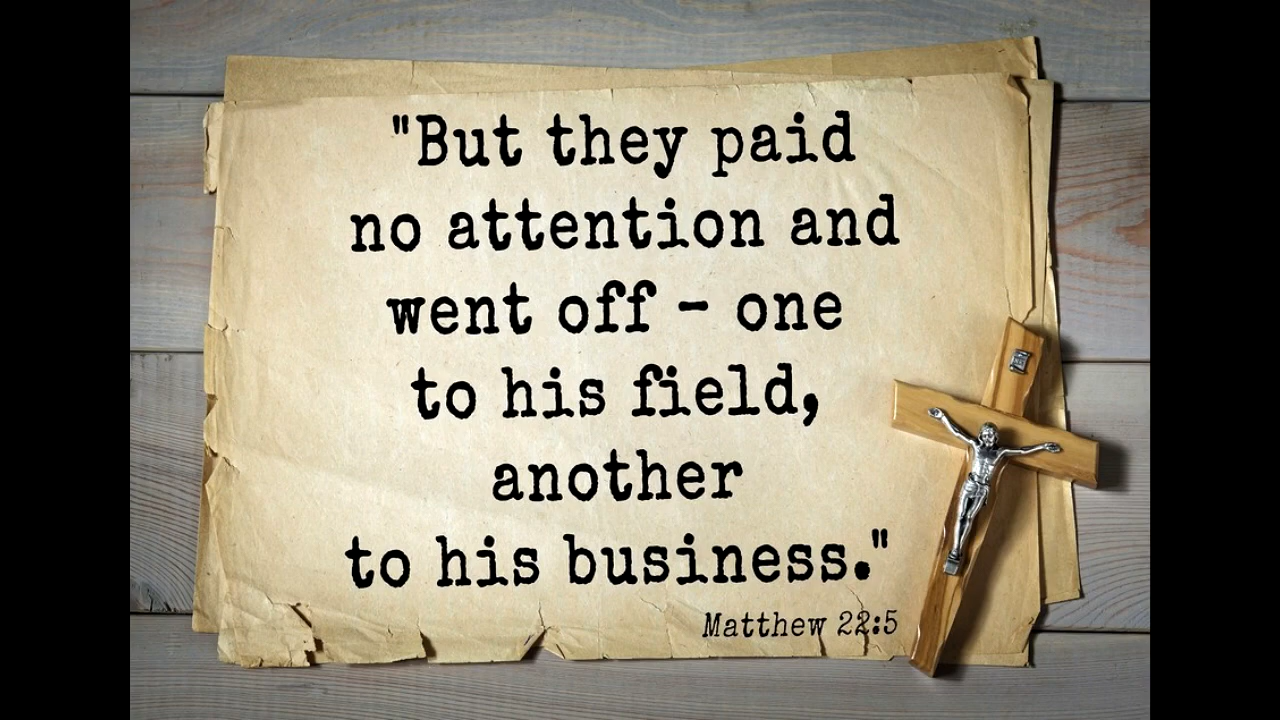 "But they paid
no attention and
went off – one
to his field,
another
to his business."
Matthew 22:5